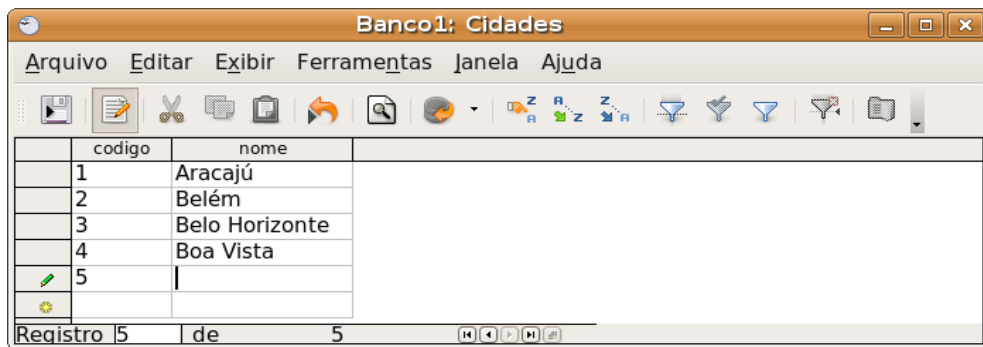 Banco1: Cidades
Arquivo Editar Exibir Ferramentas Janela Ajuda
codigo nome
1 Aracajú
2 Belém
3 Belo Horizonte
4 Boa Vista
5
Registro 5 de 5